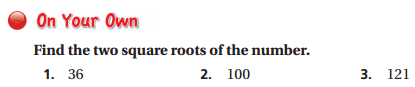 On Your Own
Find the two square roots of the number.
1. 36 2. 100 3. 121